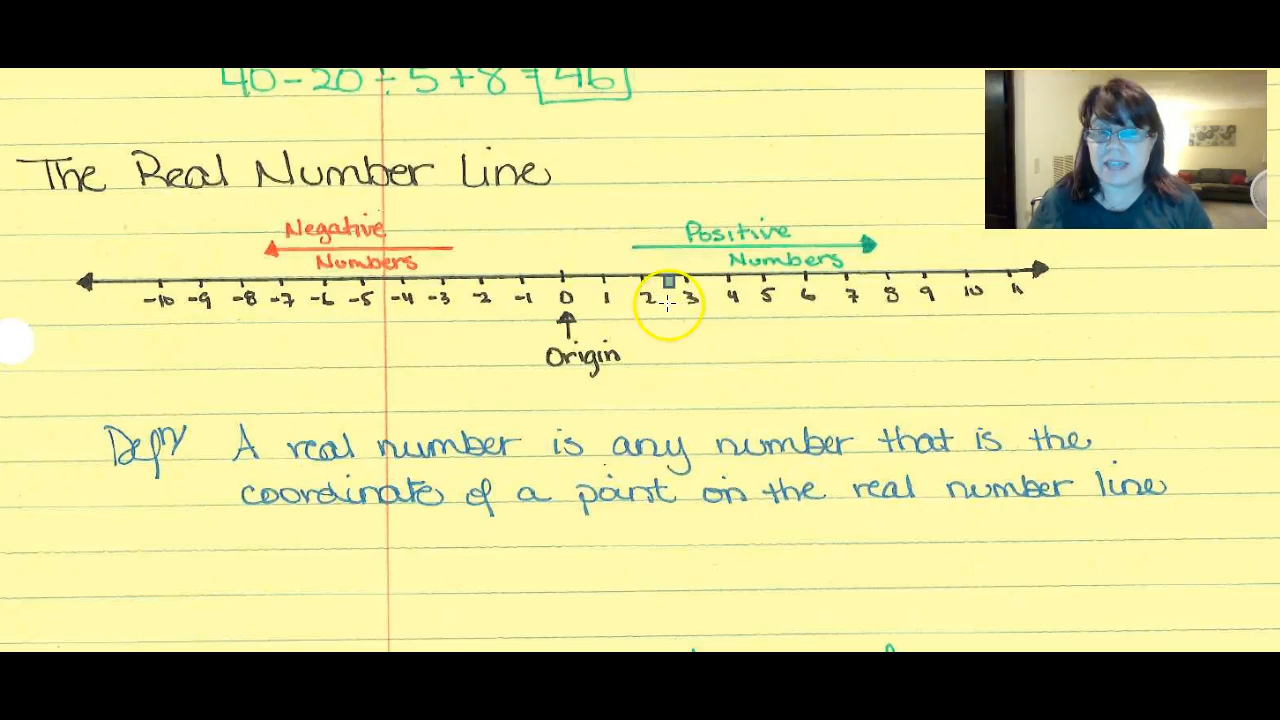 40-20÷5+8 = 46
The Real Number Line
Negative Positive
Numbers Numbers
-10 -9 -8 -7 -6 -5 -4 -3 -2 -1 0 1 2 3 4 5 6 7 8 9 10 11
Origin
Defn A real number is any number that is the
coordinate of a point on the real number line